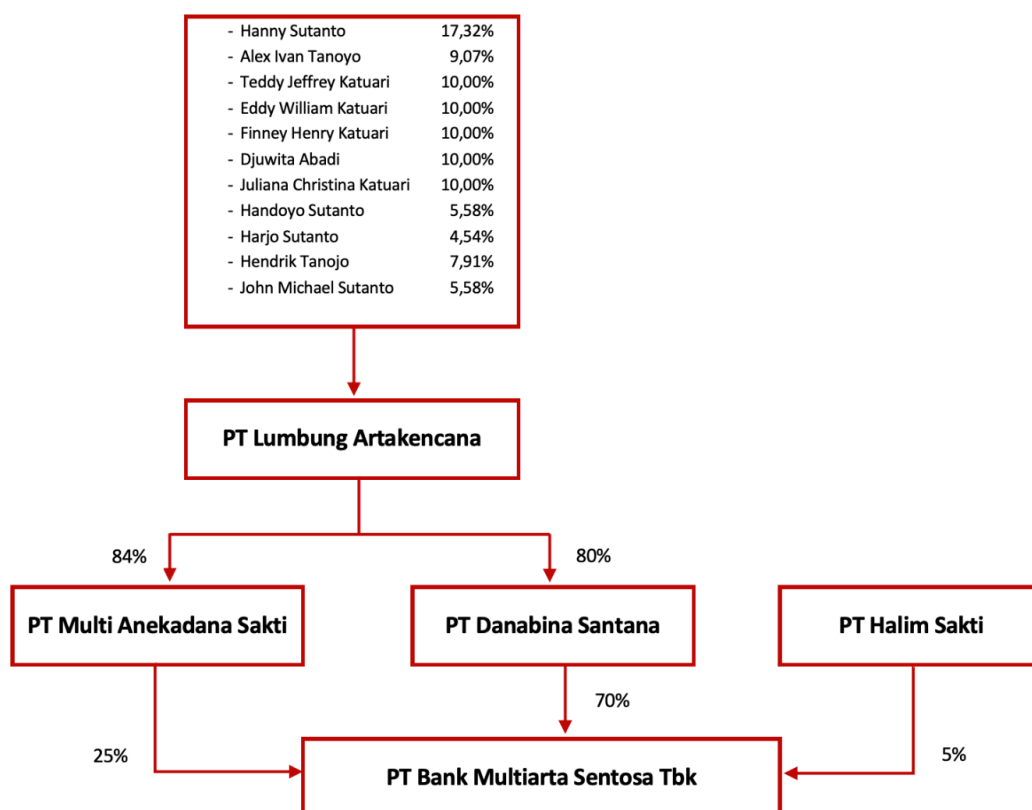 - Hanny Sutanto 17,32%
- Alex Ivan Tanoyo 9,07%
- Teddy Jeffrey Katuari 10,00%
- Eddy William Katuari 10,00%
- Finney Henry Katuari 10,00%
- Djuwita Abadi 10,00%
- Juliana Christina Katuari 10,00%
- Handoyo Sutanto 5,58%
- Harjo Sutanto 4,54%
- Hendrik Tanojo 7,91%
- John Michael Sutanto 5,58%
PT Lumbung Artakencana
84% 80%
PT Multi Anekadana Sakti PT Danabina Santana PT Halim Sakti
70%
25% 5%
PT Bank Multiarta Sentosa Tbk